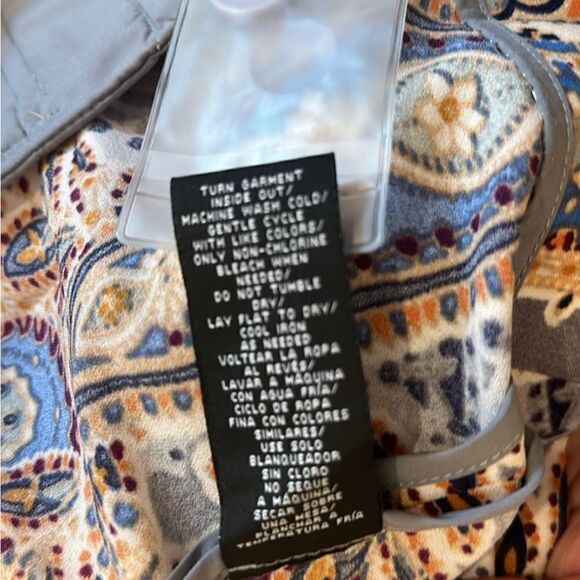 TURN GARMENT
INSIDE OUT/
MACHINE WASH COLD/
GENTLE CYCLE
WITH LIKE COLORS/
ONLY NON-CHLORINE
BLEACH WHEN
NEEDED/
DO NOT TUMBLE
DRY/
LAY FLAT TO DRY/
COOL IRON
AS NEEDED
VOLTEAR LA ROPA
AL REVÉS/
LAVAR A MÁQUINA
CON AGUA FRÍA/
CICLO DE ROPA
FINA CON COLORES
SIMILARES/
USE SOLO
BLANQUEADOR
SIN CLORO
NO SEQUE
A MÁQUINA/
SECAR SOBRE
UNA MESA/
PLANCHAR A
TEMPERATURA FRÍA